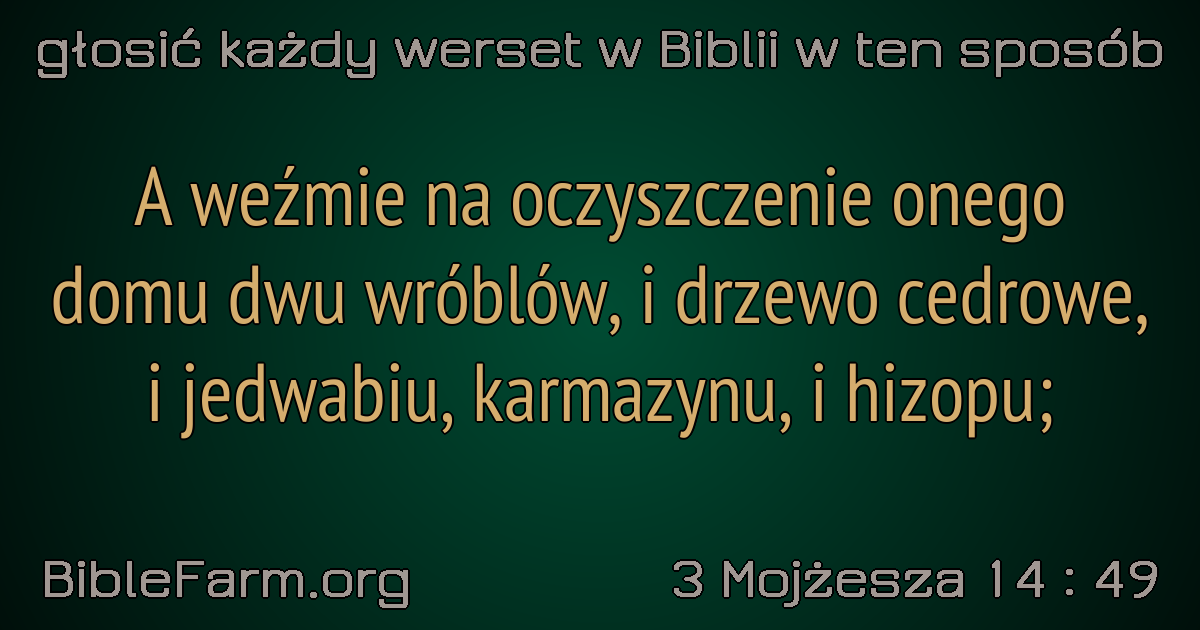 głosić każdy werset w Biblii w ten sposób
A weźmie na oczyszczenie onego
domu dwu wróblów, i drzewo cedrowe,
i jedwabiu, karmazynu, i hizopu;
BibleFarm.org
3 Mojżesza 14 : 49